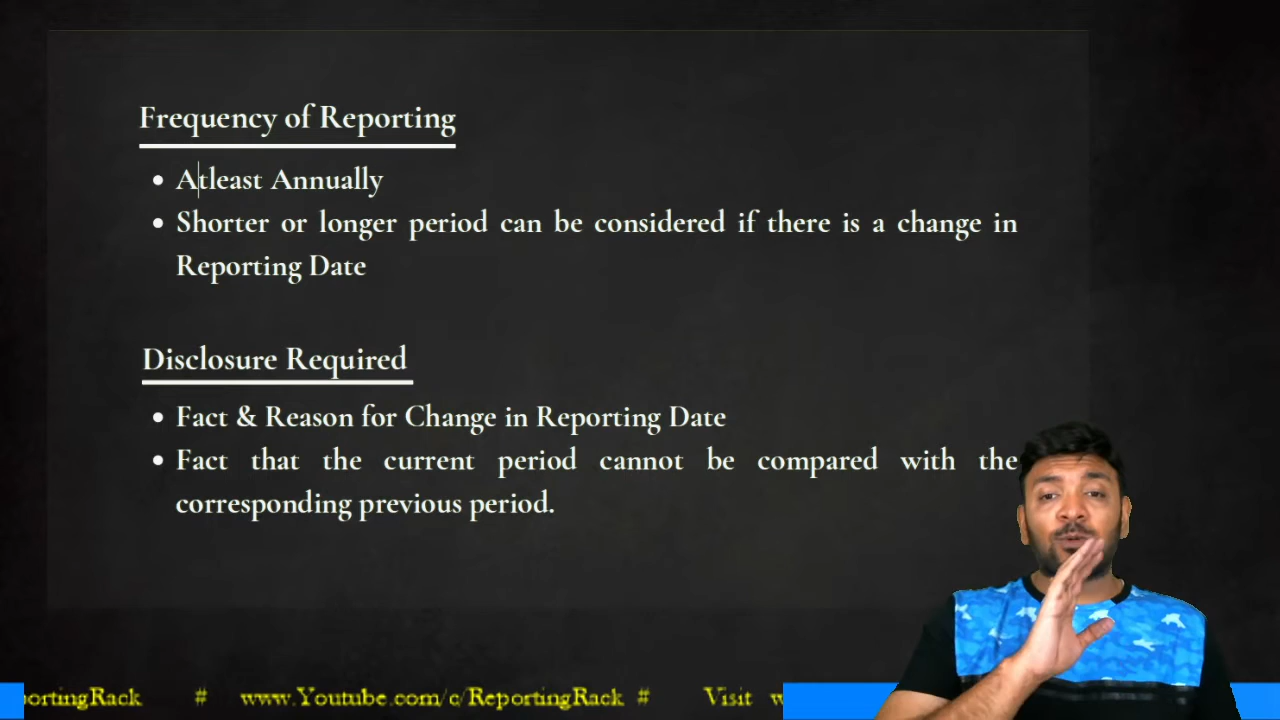 Frequency of Reporting
• Atleast Annually
• Shorter or longer period can be considered if there is a change in
Reporting Date
Disclosure Required
• Fact & Reason for Change in Reporting Date
• Fact that the current period cannot be compared with the
corresponding previous period.
ortingRack # www.Youtube.com/c/ReportingRack # Visit w